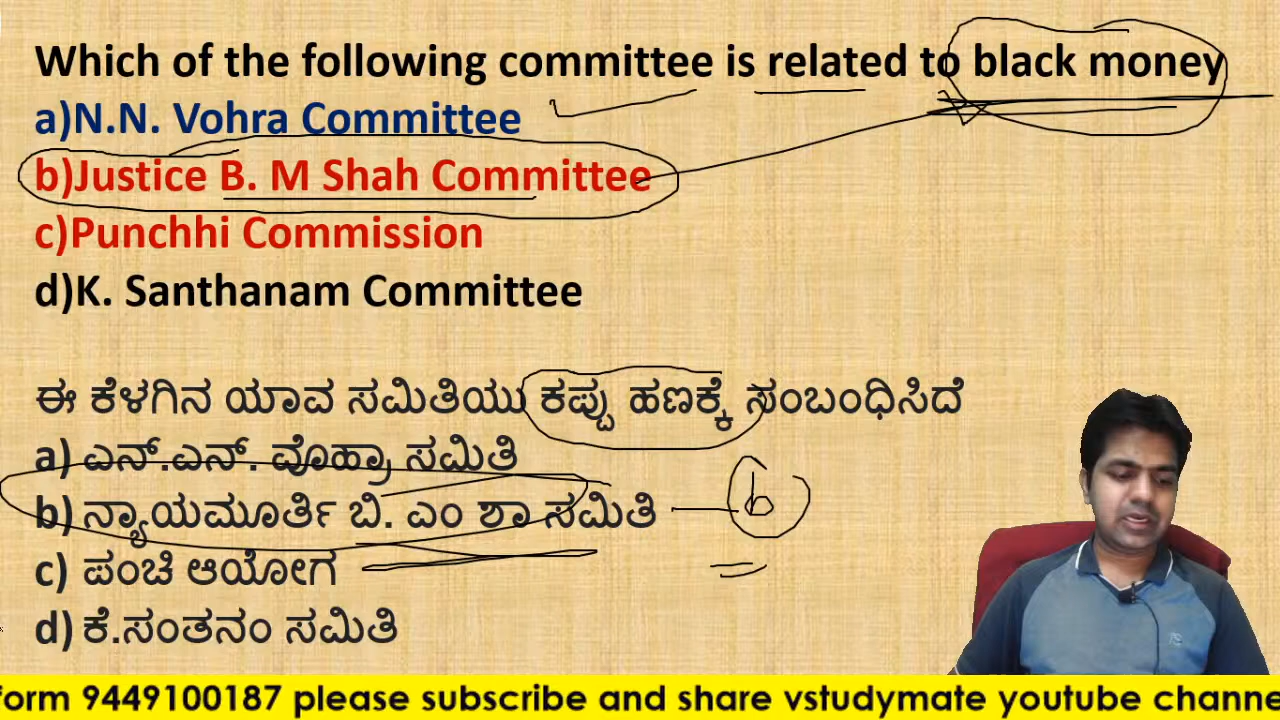 Which of the following committee is related to black money
a)N.N. Vohra Committee
b)Justice B. M Shah Committee
c)Punchhi Commission
d)K. Santhanam Committee
ಈ ಕೆಳಗಿನ ಯಾವ ಸಮಿತಿಯು ಕಪ್ಪು ಹಣಕ್ಕೆ ಸಂಬಂಧಿಸಿದೆ
a) ಎನ್.ಎನ್. ವೊಹ್ರಾ ಸಮಿತಿ
b) ನ್ಯಾಯಮೂರ್ತಿ ಬಿ. ಎಂ ಶಾ ಸಮಿತಿ b
c) ಪಂಚಿ ಆಯೋಗ
d) ಕೆ.ಸಂತನಂ ಸಮಿತಿ
form 9449100187 please subscribe and share vstudymate youtube channe